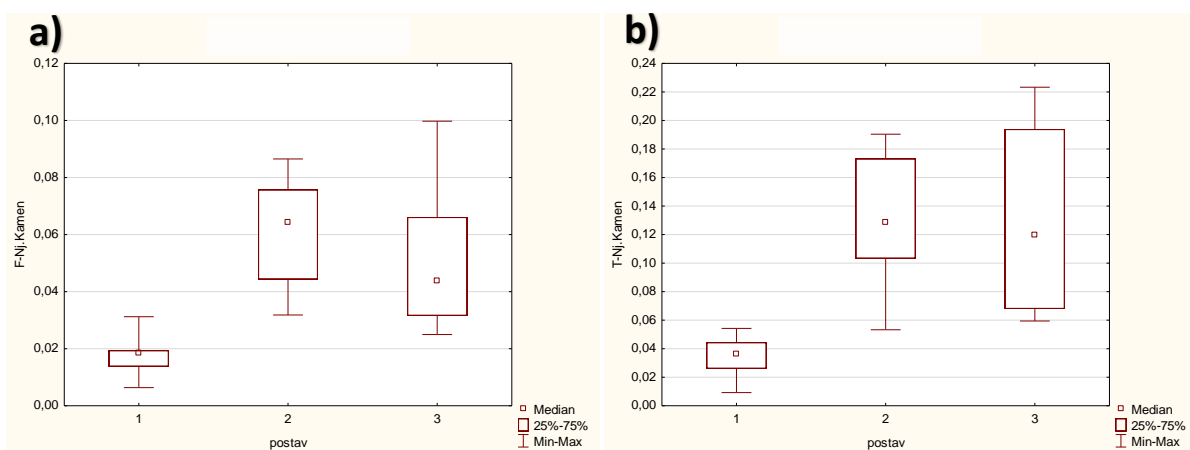 a)
0,12
0,10
0,08
0,06
0,04
0,02
0,00
F-Nj.Kamen
1 2 3
postav
Median
25%-75%
Min-Max
b)
0,24
0,22
0,20
0,18
0,16
0,14
0,12
0,10
0,08
0,06
0,04
0,02
0,00
T-Nj.Kamen
1 2 3
postav
Median
25%-75%
Min-Max